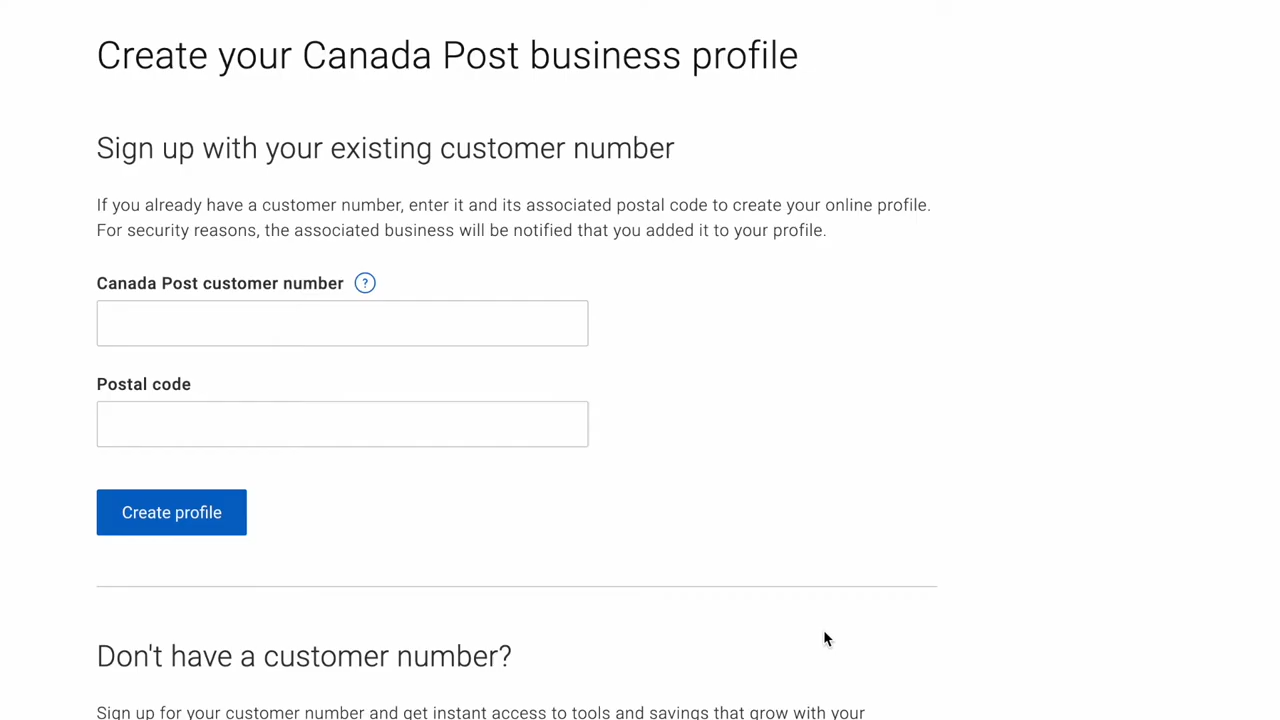 Create your Canada Post business profile
Sign up with your existing customer number
If you already have a customer number, enter it and its associated postal code to create your online profile.
For security reasons, the associated business will be notified that you added it to your profile.
Canada Post customer number ?
Postal code
Create profile
Don't have a customer number?
Sign up for your customer number and get instant access to tools and savings that grow with your